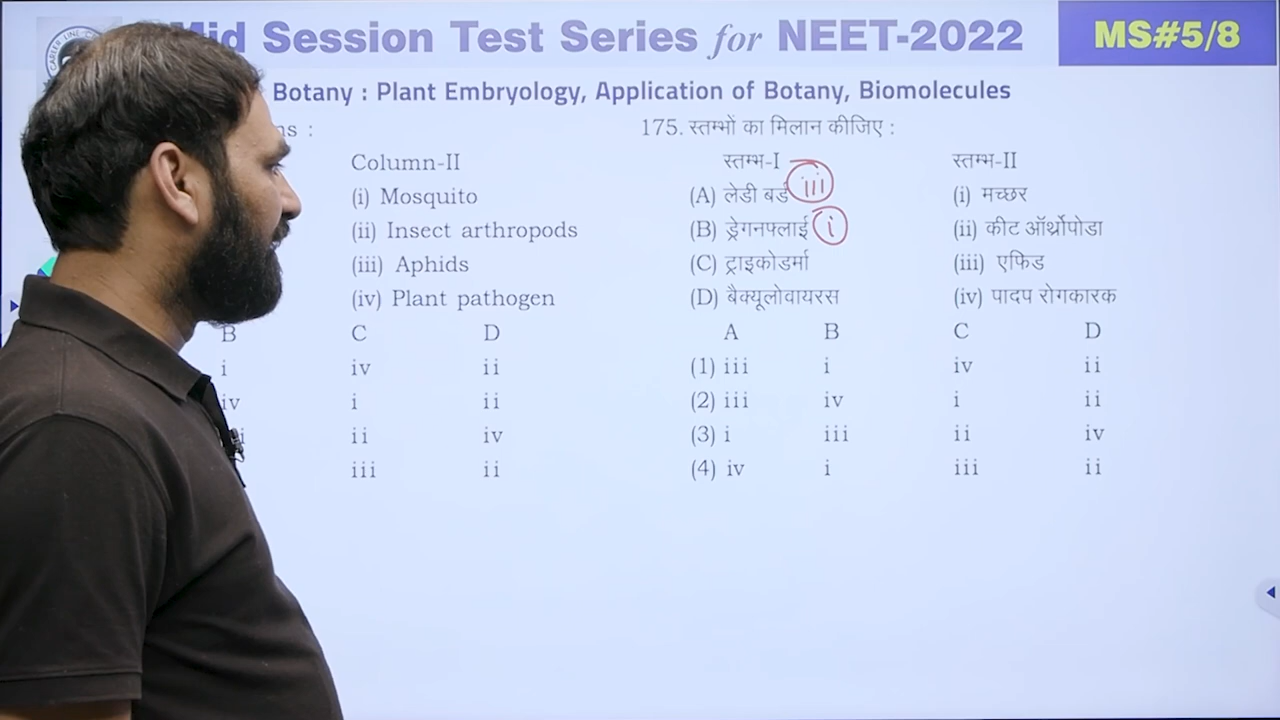 Mid Session Test Series for NEET-2022
MS#5/8
Botany : Plant Embryology, Application of Botany, Biomolecules
Column-II
(i) Mosquito
(ii) Insect arthropods
(iii) Aphids
(iv) Plant pathogen
B C D
i iv ii
iv i ii
ii iv
iii ii
175. स्तम्भों का मिलान कीजिए :
स्तम्भ-I स्तम्भ-II
(A) लेडी बर्ड iii (i) मच्छर
(B) ड्रेगनफ्लाई i (ii) कीट ऑर्थ्रोपोडा
(C) ट्राइकोडर्मा (iii) एफिड
(D) बैक्यूलोवायरस (iv) पादप रोगकारक
A B C D
(1) iii i iv ii
(2) iii iv i ii
(3) i iii ii iv
(4) iv i iii ii